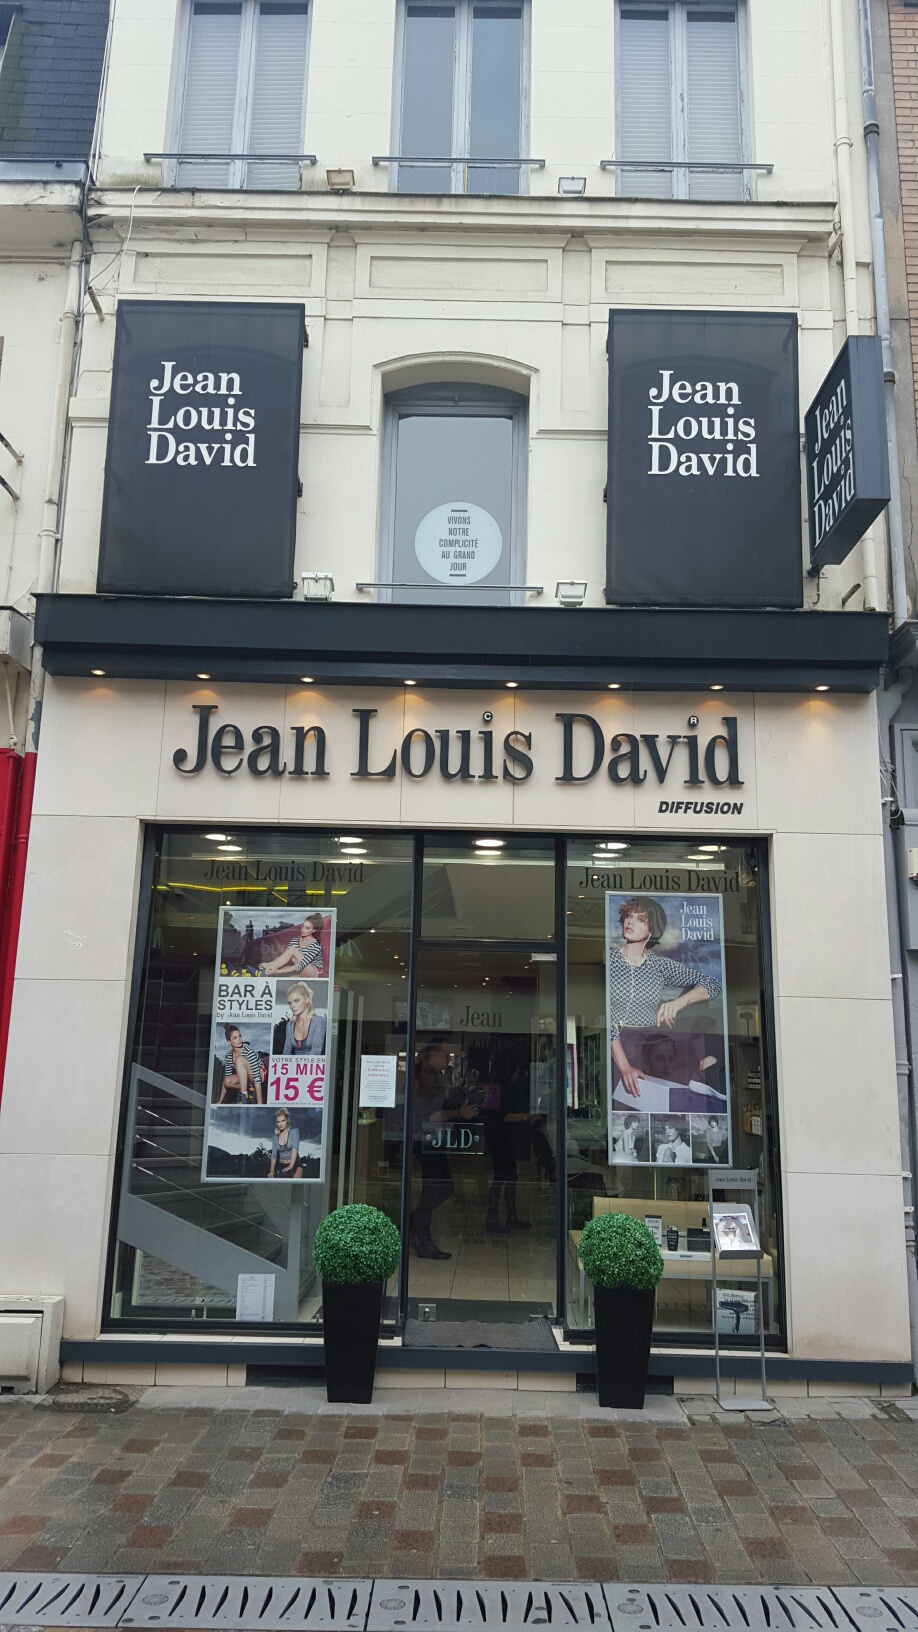 Jean
Louis
David
Jean
Louis
David
Jean
Louis
David
VIVONS
NOTRE
COMPLICITÉ
AU GRAND
JOUR
Jean Louis David
© ®
DIFFUSION
Jean Louis David
Jean Louis David
BAR À
STYLES
by Jean Louis David
VOTRE STYLE EN
15 MIN
15 €
Jean
Louis
David
Jean
JLD
Jean Louis David